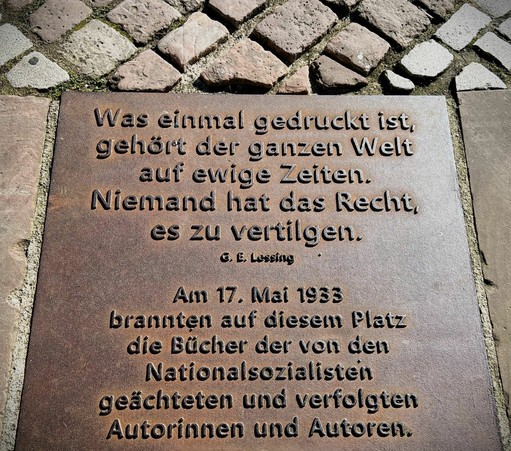 Was einmal gedruckt ist,
gehört der ganzen Welt
auf ewige Zeiten.
Niemand hat das Recht,
es zu vertilgen.
G. E. Lessing
Am 17. Mai 1933
brannten auf diesem Platz
die Bücher der von den
Nationalsozialisten
geächteten und verfolgten
Autorinnen und Autoren.